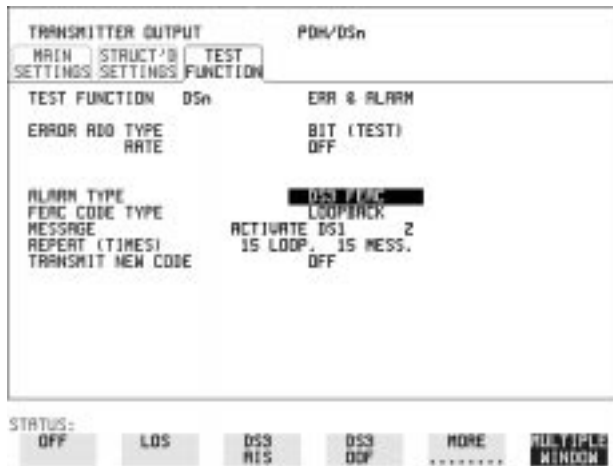 TRANSMITTER OUTPUT PDH/DSn
MAIN SETTINGS STRUCT'D SETTINGS TEST FUNCTION
TEST FUNCTION DSn ERR & ALARM
ERROR ADD TYPE BIT (TEST)
RATE OFF
ALARM TYPE DS3 FEAC
FEAC CODE TYPE LOOPBACK
MESSAGE ACTIVATE DS1 2
REPEAT (TIMES) 15 LOOP, 15 MESS.
TRANSMIT NEW CODE OFF
STATUS:
OFF LOS DS3 AIS DS3 OOF MORE ........ MULTIPLE WINDOW